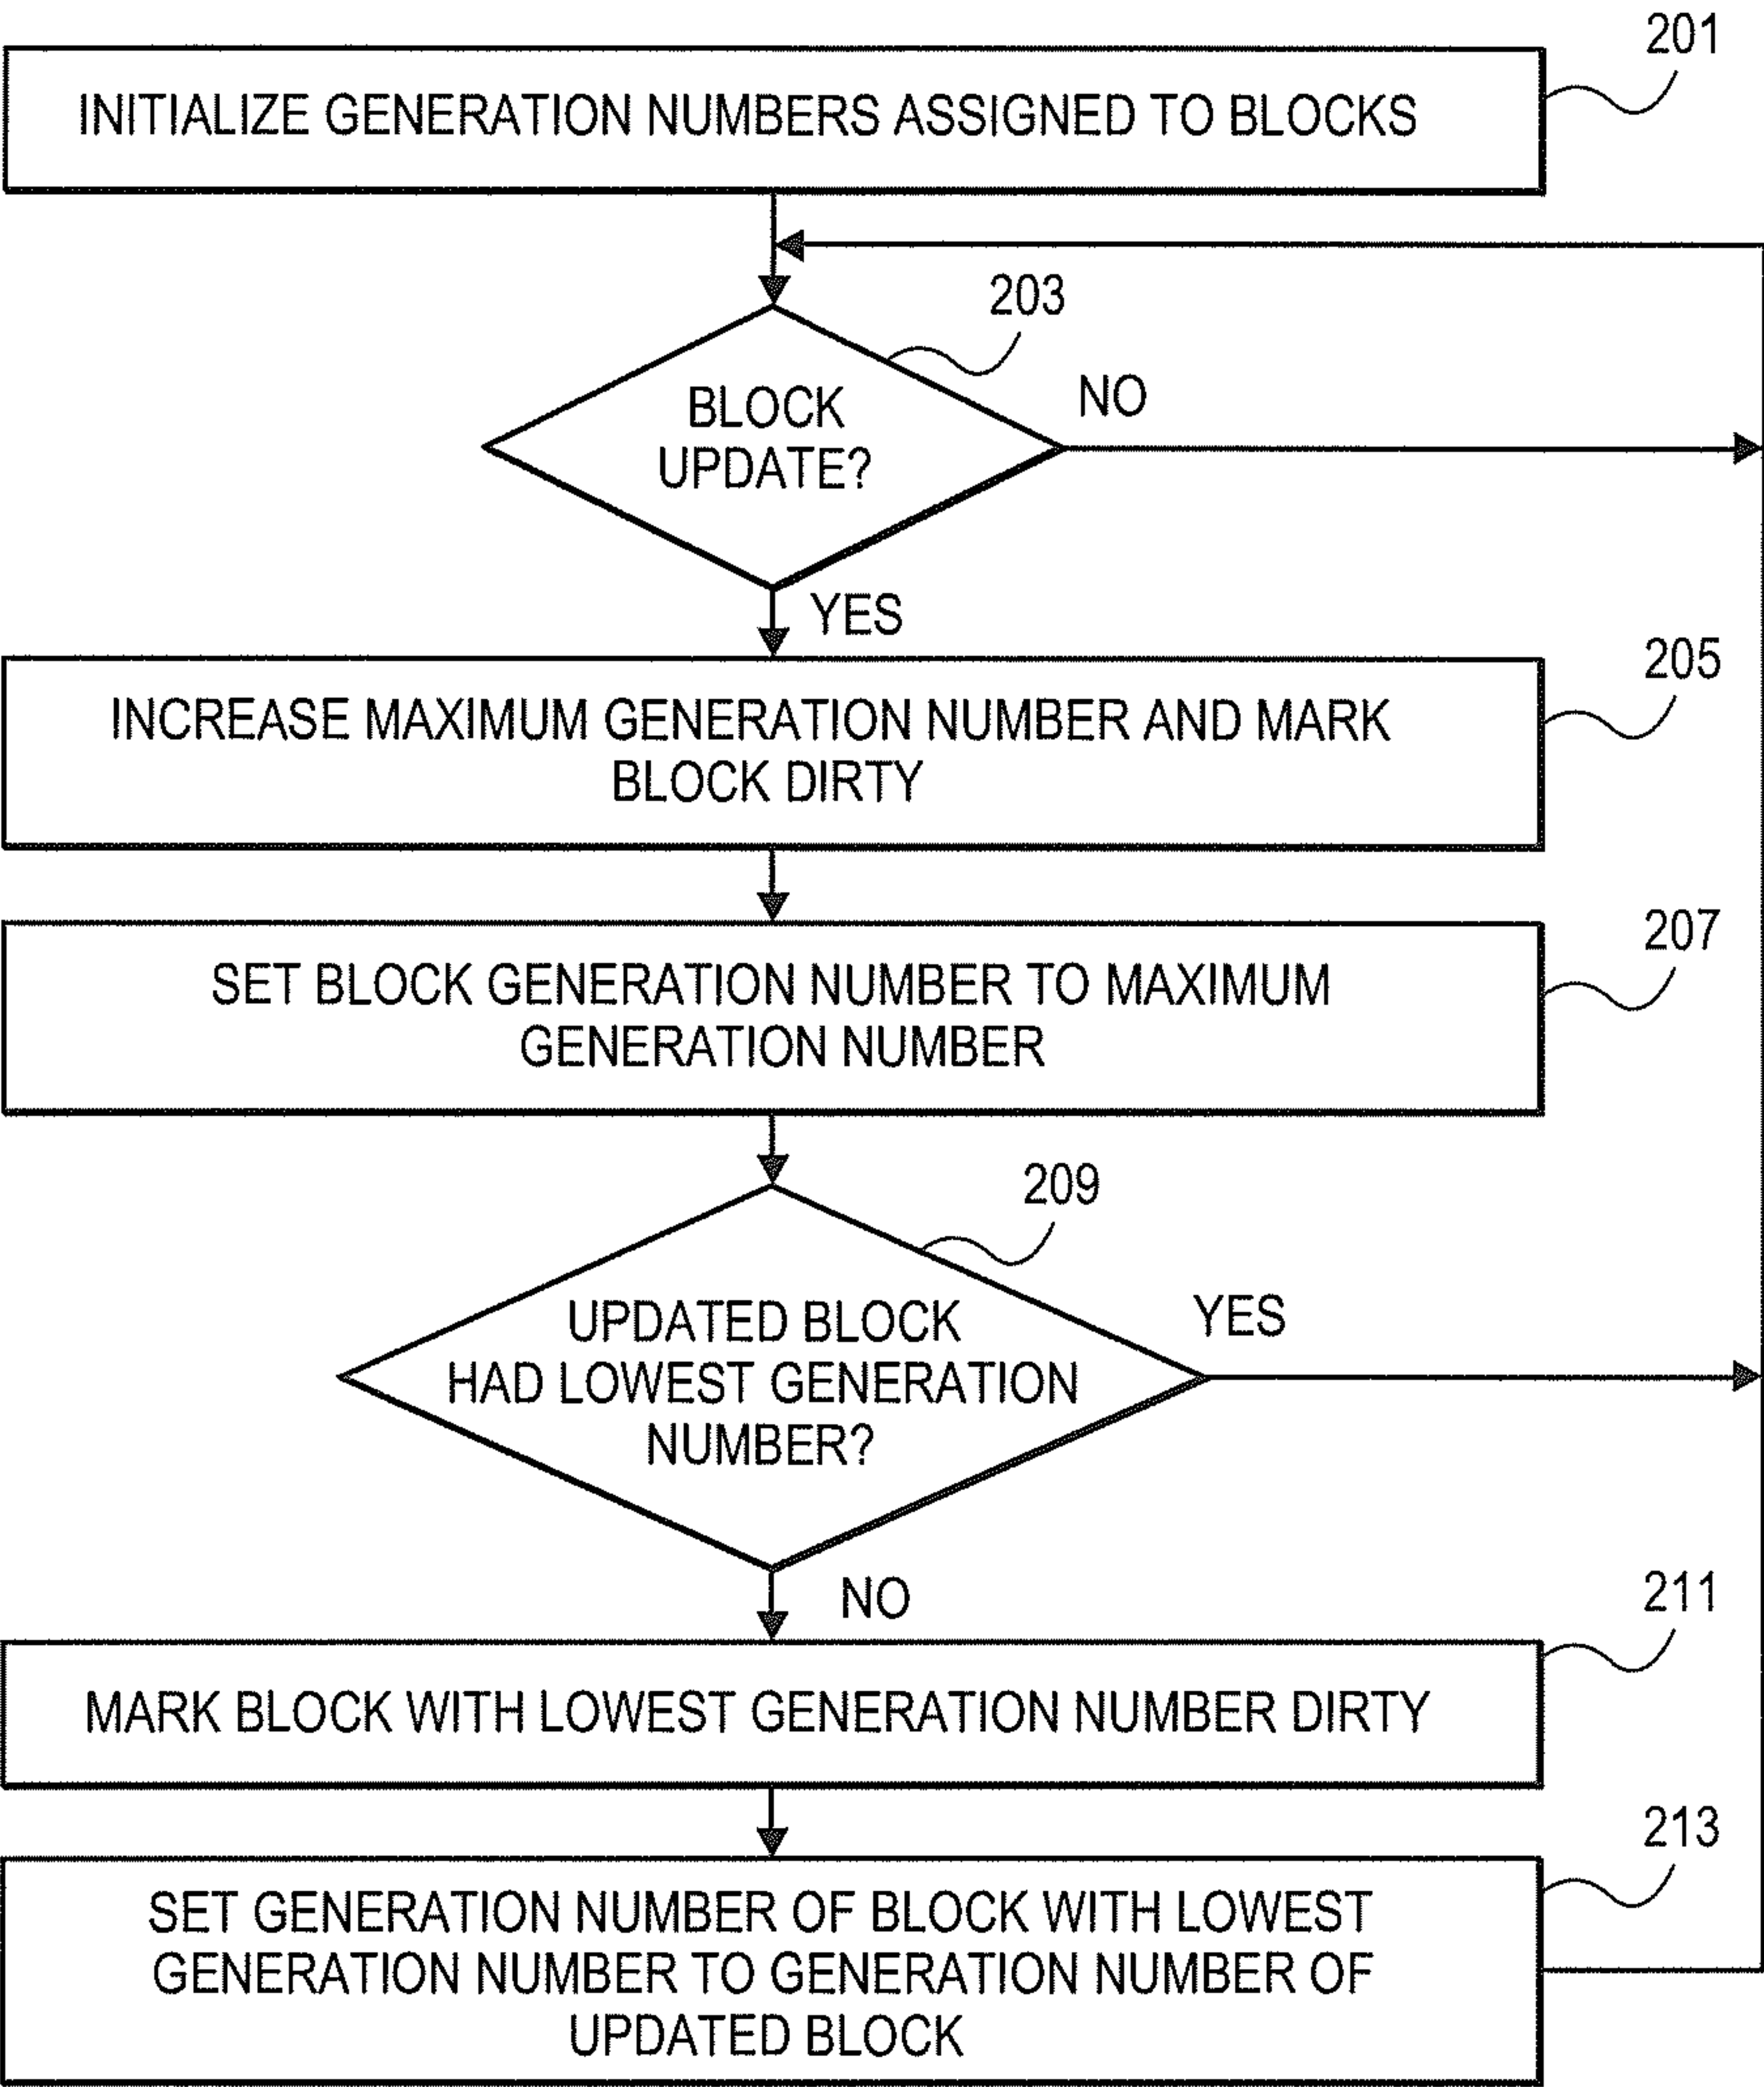 201
INITIALIZE GENERATION NUMBERS ASSIGNED TO BLOCKS
203
BLOCK
UPDATE?
NO
YES
205
INCREASE MAXIMUM GENERATION NUMBER AND MARK
BLOCK DIRTY
207
SET BLOCK GENERATION NUMBER TO MAXIMUM
GENERATION NUMBER
209
UPDATED BLOCK
HAD LOWEST GENERATION
NUMBER?
YES
NO
211
MARK BLOCK WITH LOWEST GENERATION NUMBER DIRTY
213
SET GENERATION NUMBER OF BLOCK WITH LOWEST
GENERATION NUMBER TO GENERATION NUMBER OF
UPDATED BLOCK